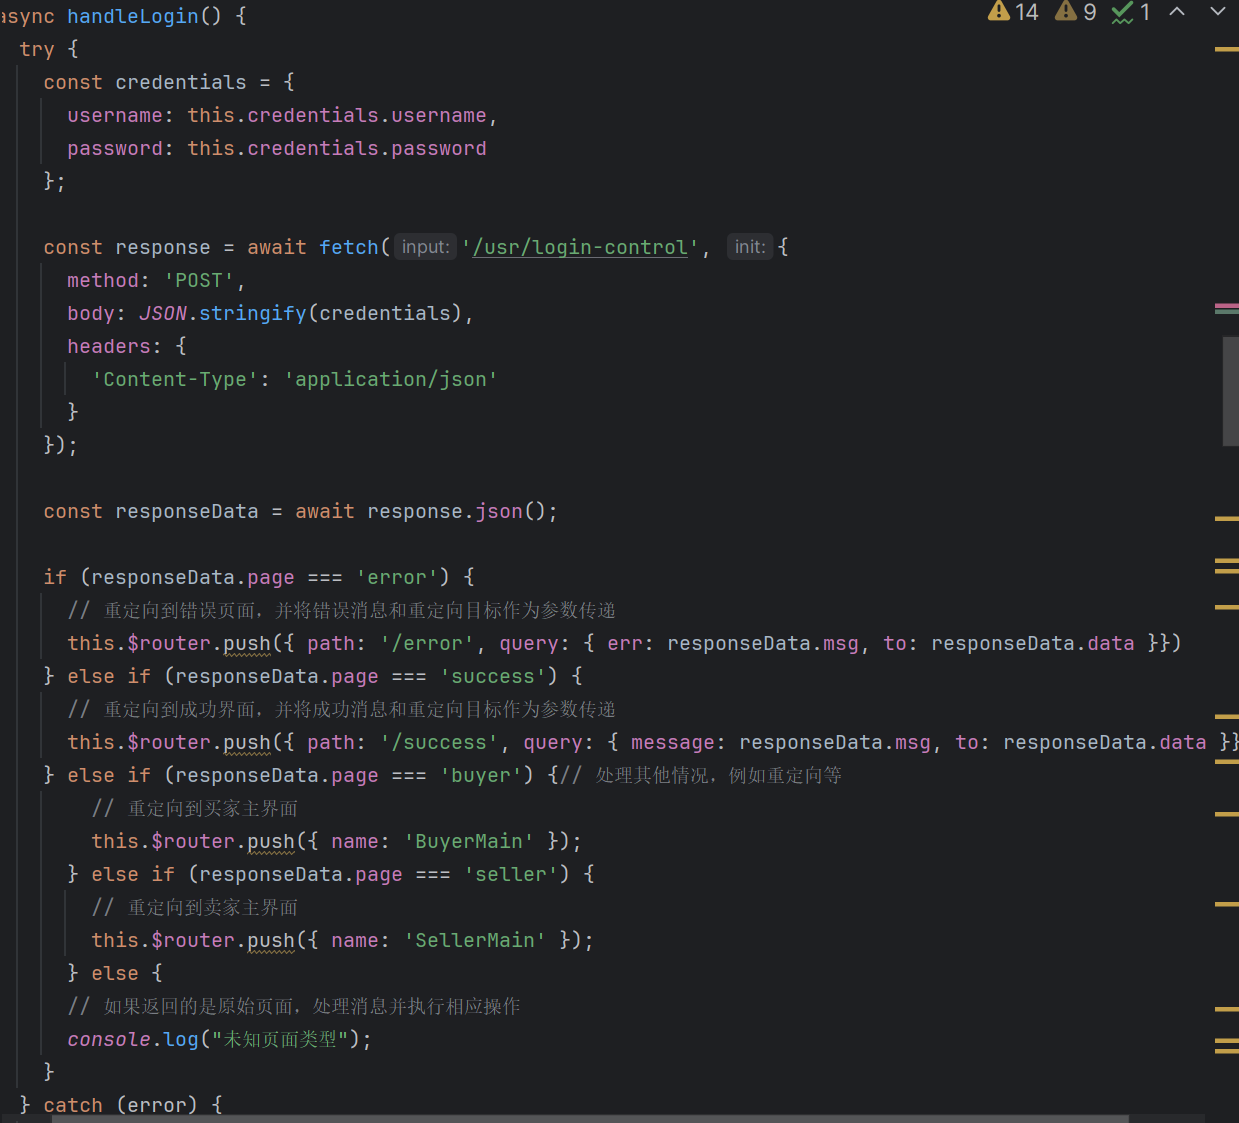 14 9 1
async handleLogin() {
try {
const credentials = {
username: this.credentials.username,
password: this.credentials.password
};
const response = await fetch( input: '/usr/login-control', init: {
method: 'POST',
body: JSON.stringify(credentials),
headers: {
'Content-Type': 'application/json'
}
});
const responseData = await response.json();
if (responseData.page === 'error') {
// 重定向到错误页面，并将错误消息和重定向目标作为参数传递
this.$router.push({ path: '/error', query: { err: responseData.msg, to: responseData.data }})
} else if (responseData.page === 'success') {
// 重定向到成功界面，并将成功消息和重定向目标作为参数传递
this.$router.push({ path: '/success', query: { message: responseData.msg, to: responseData.data }}
} else if (responseData.page === 'buyer') {// 处理其他情况，例如重定向等
// 重定向到买家主界面
this.$router.push({ name: 'BuyerMain' });
} else if (responseData.page === 'seller') {
// 重定向到卖家主界面
this.$router.push({ name: 'SellerMain' });
} else {
// 如果返回的是原始页面，处理消息并执行相应操作
console.log("未知页面类型");
}
} catch (error) {